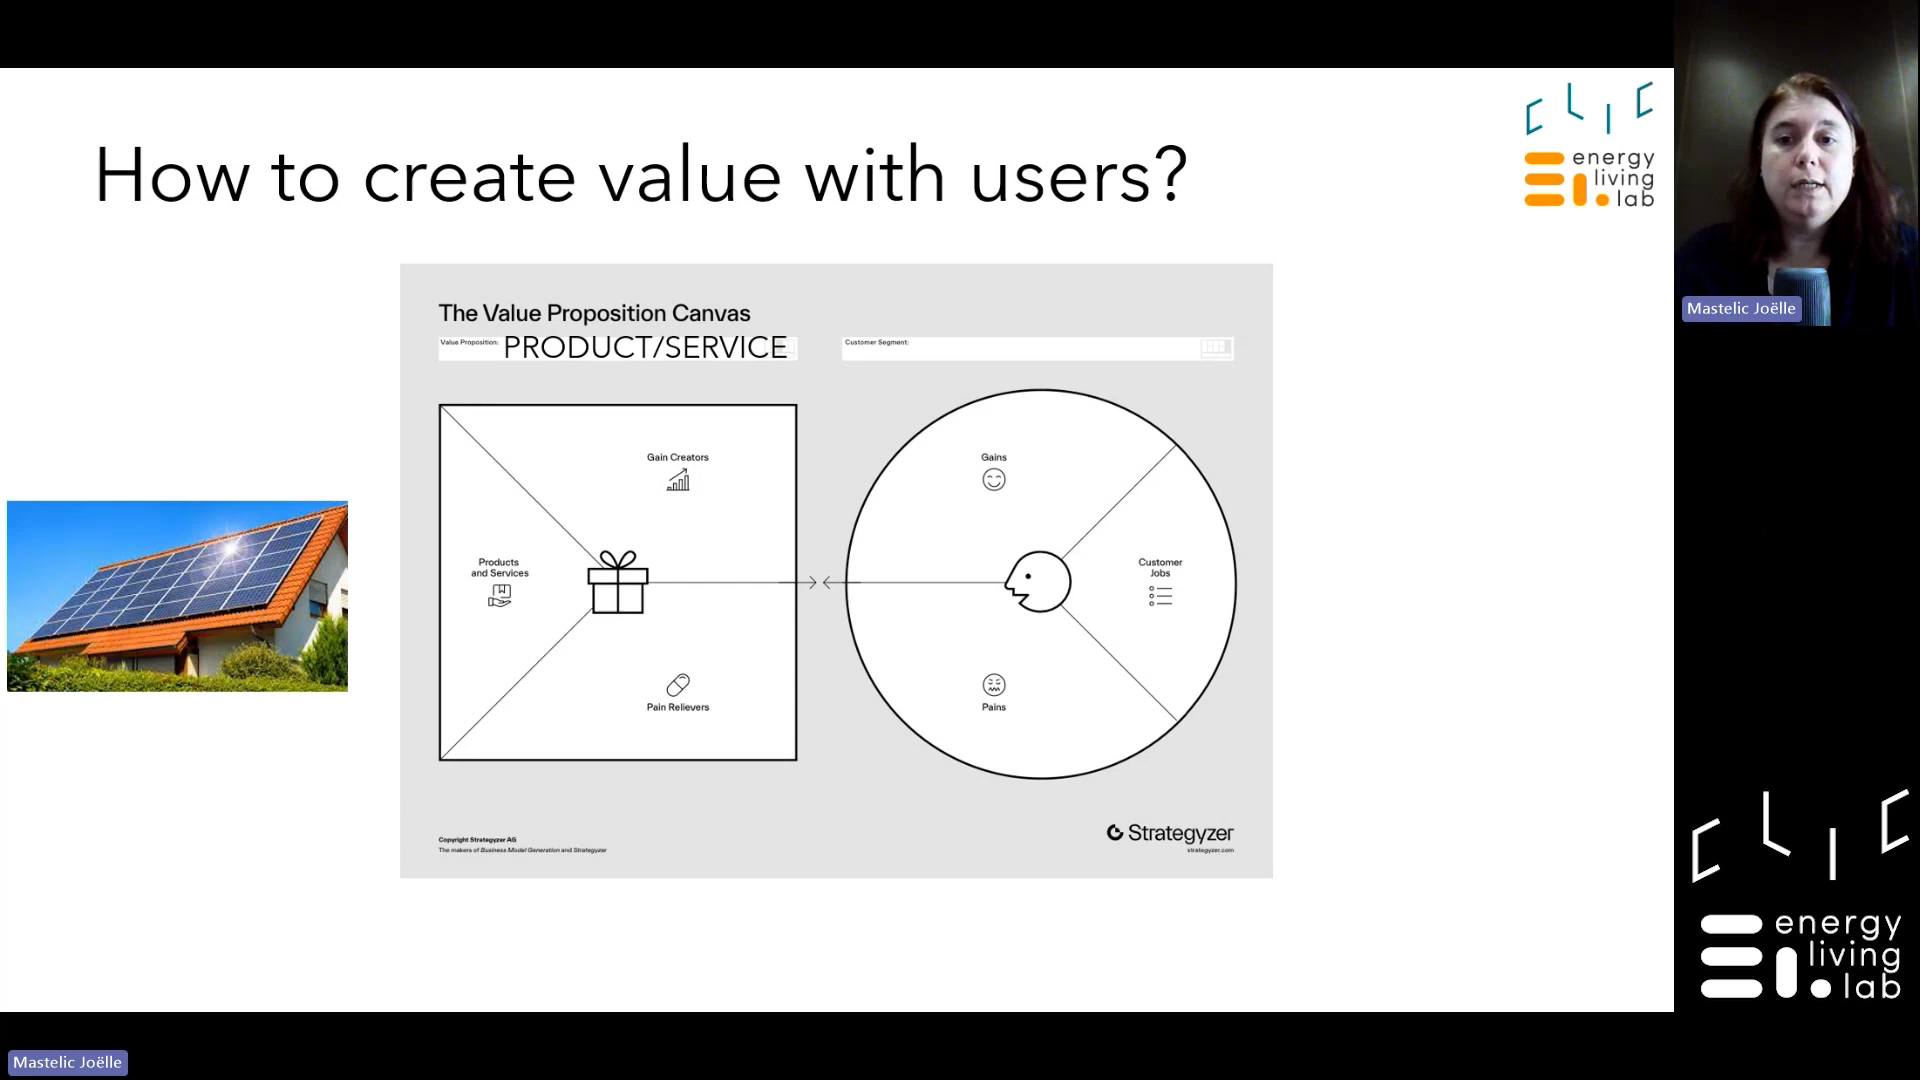 How to create value with users?
CLIC
energy
living
lab
Mastelic Joëlle
The Value Proposition Canvas
Value Proposition: PRODUCT/SERVICE
Customer Segment:
Gain Creators
Gains
Products
and Services
Customer
Jobs
Pain Relievers
Pains
Copyright Strategyzer AG
The makers of Business Model Generation and Strategyzer
Strategyzer
strategyzer.com
CLIC
energy
living
lab
Mastelic Joëlle